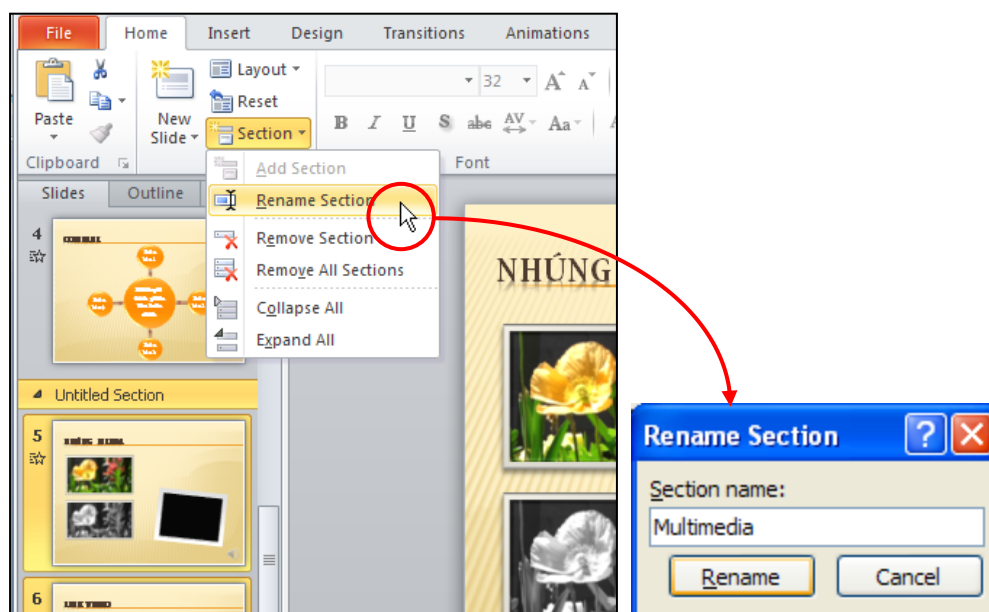 File Home Insert Design Transitions Animations
Layout
32 A A
Reset
Paste
New
Slide
B I U S abc AV Aa
Section
Clipboard
Font
Add Section
Slides Outline
Rename Section
4
Remove Section
Remove All Sections
NHÚNG
Collapse All
Expand All
Untitled Section
5
Rename Section
Section name:
Multimedia
Rename Cancel
6